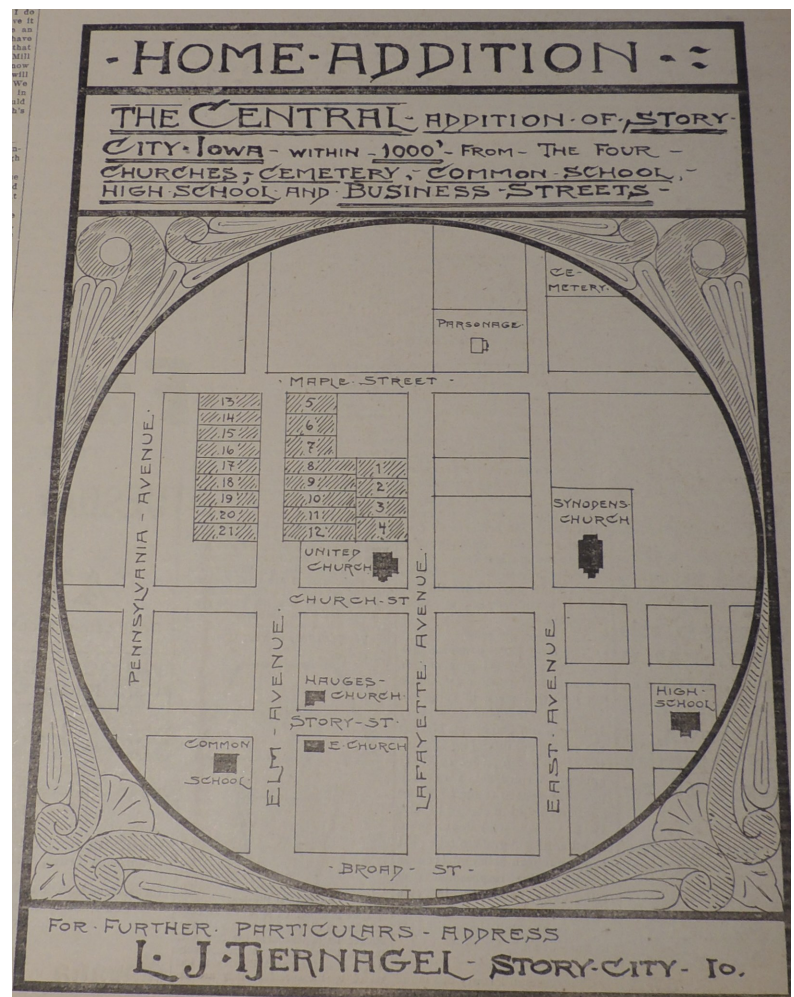 HOME-ADDITION
THE CENTRAL- ADDITION·OF·STORY-
CITY·IOWA- WITHIN -1000'- FROM- THE FOUR -
CHURCHES,- CEMETERY,- COMMON·SCHOOL,-
HIGH·SCHOOL·AND BUSINESS-STREETS-
CE-
METERY.
PARSONAGE
·MAPLE·STREET·
13
5
14
6
15
16
7
17
8
1
18
9
2
19
10
3
20
11
21
12
4
PENNSYLVANIA-AVENUE.
SYNODENS-
CHURCH
UNITED
CHURCH
CHURCH-ST
ELM-AVENUE.
LAFAYETTE AVENUE.
EAST-AVENUE.
HAUGES-
CHURCH
HIGH-
SCHOOL
STORY-ST·
COMMON
SCHOOL
E.CHURCH
-BROAD- ST-
FOR·FURTHER·PARTICULARS-ADDRESS
L·J·TJERNAGEL- STORY-CITY- IO.